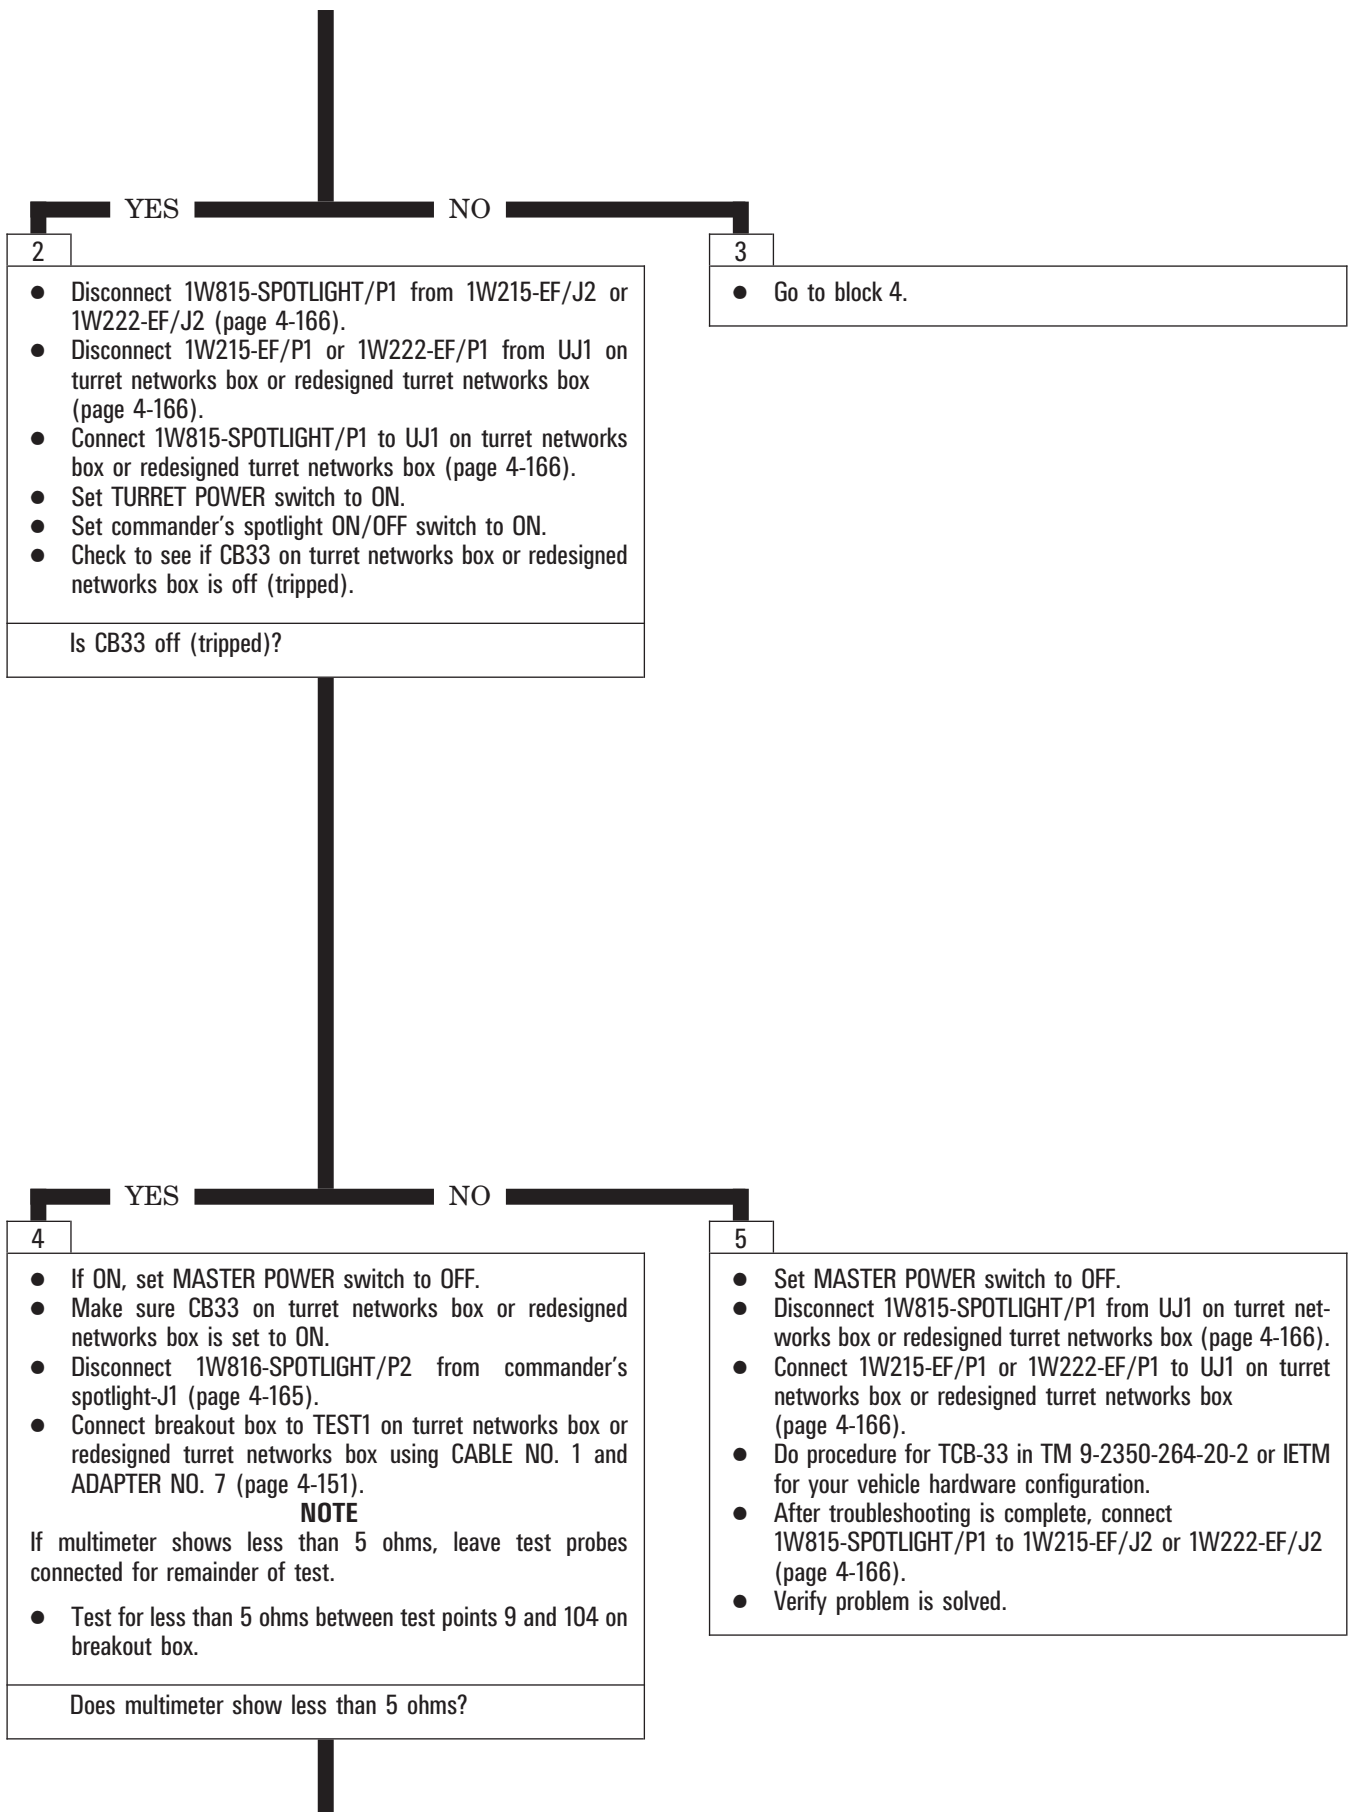 YES
NO
2
● Disconnect 1W815-SPOTLIGHT/P1 from 1W215-EF/J2 or
1W222-EF/J2 (page 4-166).
● Disconnect 1W215-EF/P1 or 1W222-EF/P1 from UJ1 on
turret networks box or redesigned turret networks box
(page 4-166).
● Connect 1W815-SPOTLIGHT/P1 to UJ1 on turret networks
box or redesigned turret networks box (page 4-166).
● Set TURRET POWER switch to ON.
● Set commander's spotlight ON/OFF switch to ON.
● Check to see if CB33 on turret networks box or redesigned
networks box is off (tripped).
Is CB33 off (tripped)?
3
● Go to block 4.
YES
NO
4
● If ON, set MASTER POWER switch to OFF.
● Make sure CB33 on turret networks box or redesigned
networks box is set to ON.
● Disconnect 1W816-SPOTLIGHT/P2 from commander's
spotlight-J1 (page 4-165).
● Connect breakout box to TEST1 on turret networks box or
redesigned turret networks box using CABLE NO. 1 and
ADAPTER NO. 7 (page 4-151).
NOTE
If multimeter shows less than 5 ohms, leave test probes
connected for remainder of test.
● Test for less than 5 ohms between test points 9 and 104 on
breakout box.
Does multimeter show less than 5 ohms?
5
● Set MASTER POWER switch to OFF.
● Disconnect 1W815-SPOTLIGHT/P1 from UJ1 on turret net-
works box or redesigned turret networks box (page 4-166).
● Connect 1W215-EF/P1 or 1W222-EF/P1 to UJ1 on turret
networks box or redesigned turret networks box
(page 4-166).
● Do procedure for TCB-33 in TM 9-2350-264-20-2 or IETM
for your vehicle hardware configuration.
● After troubleshooting is complete, connect
1W815-SPOTLIGHT/P1 to 1W215-EF/J2 or 1W222-EF/J2
(page 4-166).
● Verify problem is solved.